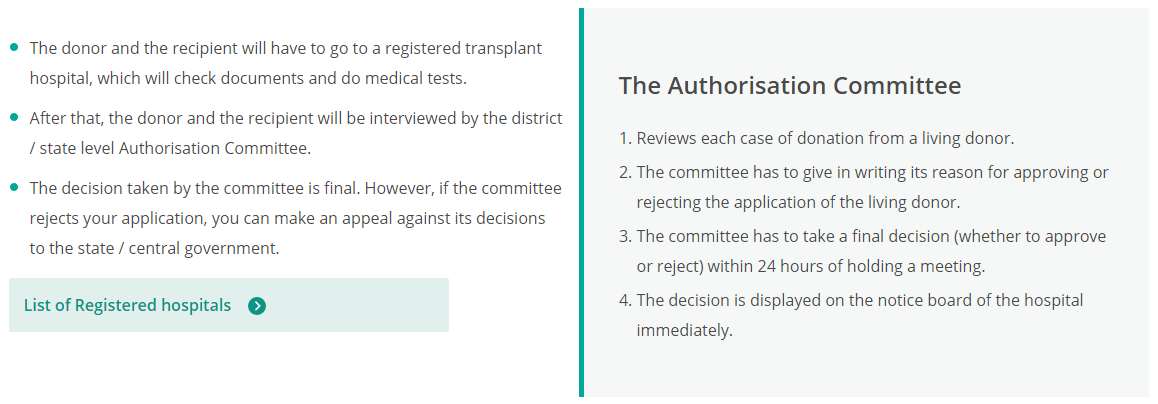 The donor and the recipient will have to go to a registered transplant
hospital, which will check documents and do medical tests.
After that, the donor and the recipient will be interviewed by the district
/ state level Authorisation Committee.
The decision taken by the committee is final. However, if the committee
rejects your application, you can make an appeal against its decisions
to the state / central government.
List of Registered hospitals
The Authorisation Committee
1. Reviews each case of donation from a living donor.
2. The committee has to give in writing its reason for approving or
rejecting the application of the living donor.
3. The committee has to take a final decision (whether to approve
or reject) within 24 hours of holding a meeting.
4. The decision is displayed on the notice board of the hospital
immediately.